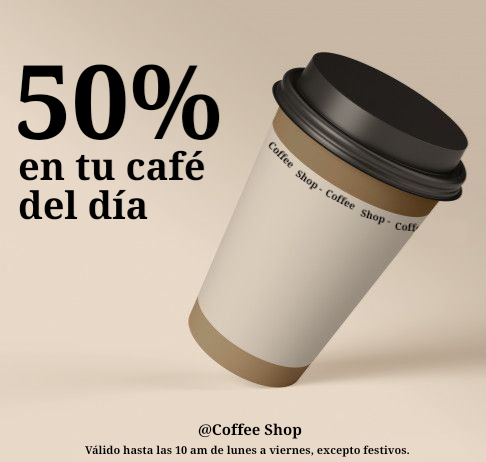 50%
en tu café
del día
Coffee Shop - Coffee Shop - Coff
@Coffee Shop
Válido hasta las 10 am de lunes a viernes, excepto festivos.